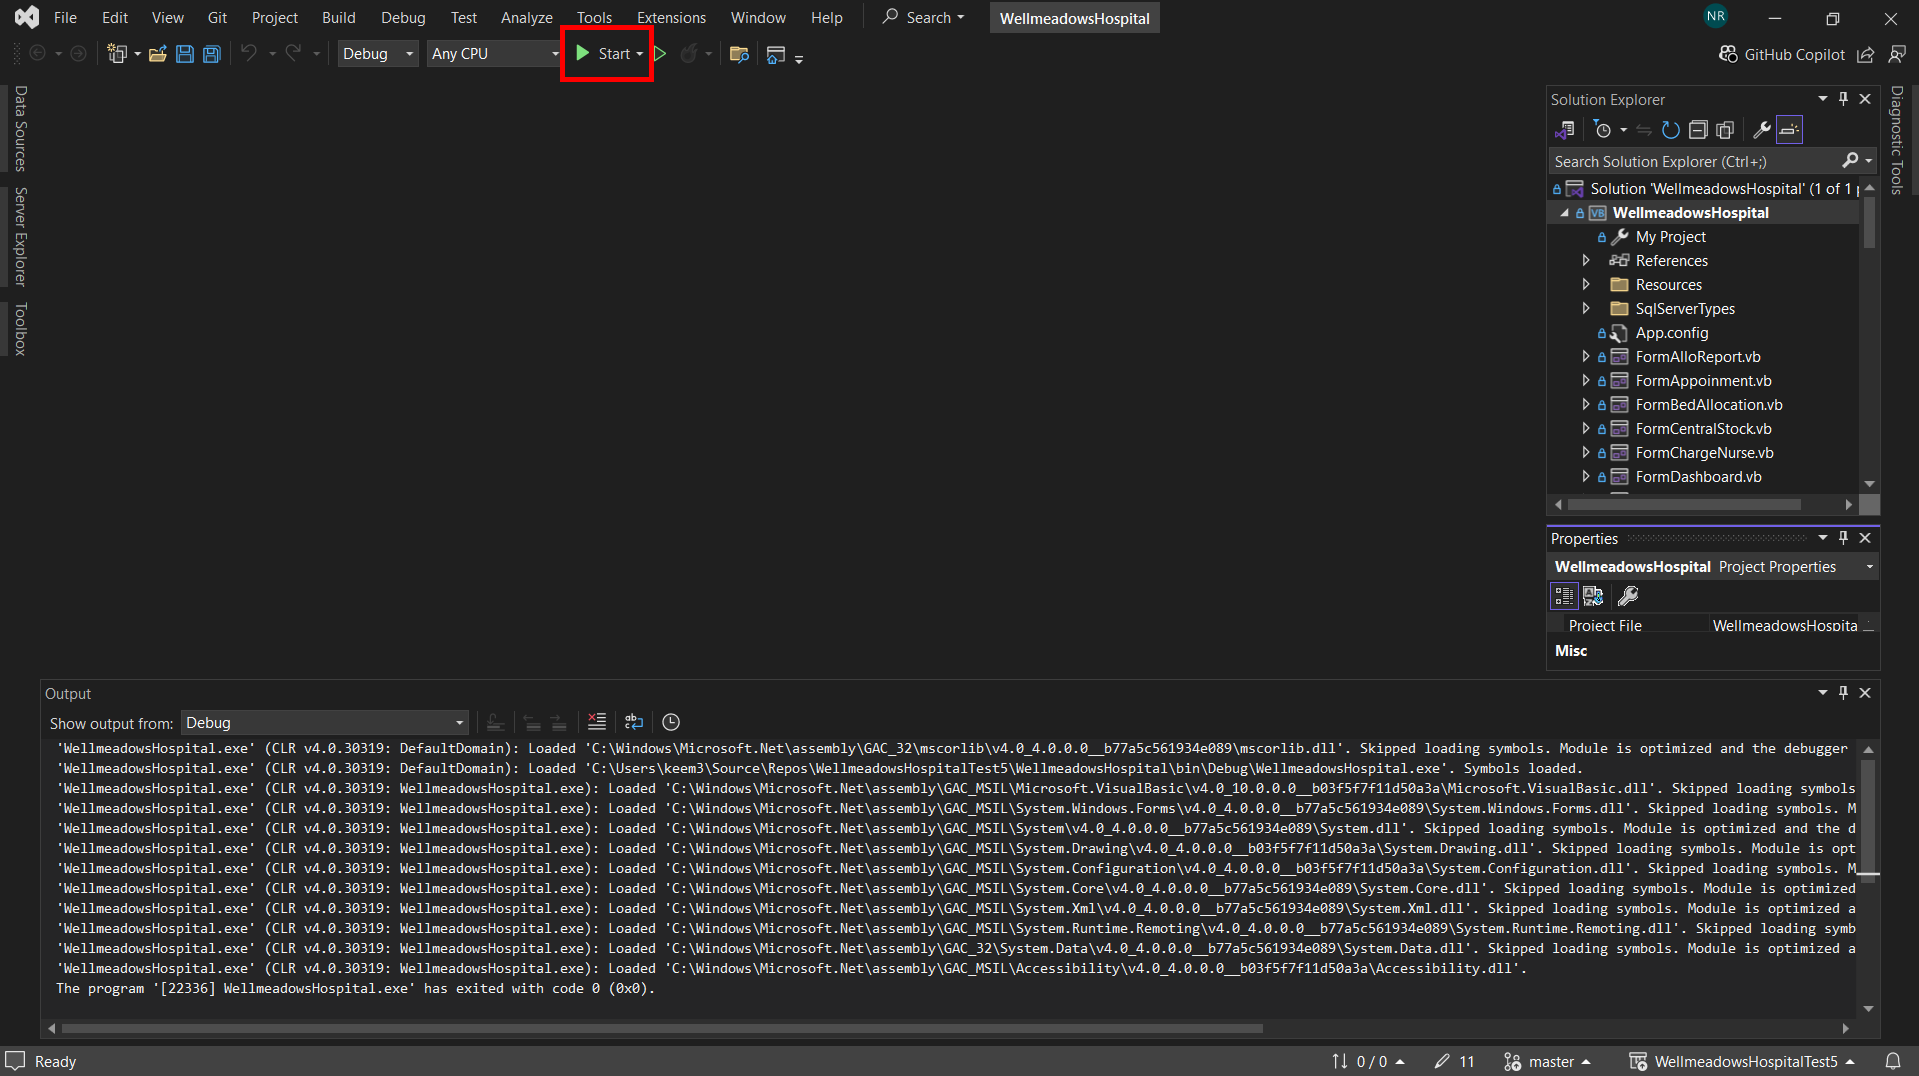 File Edit View Git Project Build Debug Test Analyze Tools Extensions Window Help Search WellmeadowsHospital NR
Debug Any CPU Start GitHub Copilot
Data Sources
Server Explorer
Toolbox
Solution Explorer
Search Solution Explorer (Ctrl+;)
Solution 'WellmeadowsHospital' (1 of 1 p
VB WellmeadowsHospital
My Project
References
Resources
SqlServerTypes
App.config
FormAlloReport.vb
FormAppoinment.vb
FormBedAllocation.vb
FormCentralStock.vb
FormChargeNurse.vb
FormDashboard.vb
Diagnostic Tools
Properties
WellmeadowsHospital Project Properties
Project File WellmeadowsHospita
Misc
Output
Show output from: Debug
'WellmeadowsHospital.exe' (CLR v4.0.30319: DefaultDomain): Loaded 'C:\Windows\Microsoft.Net\assembly\GAC_32\mscorlib\v4.0_4.0.0.0__b77a5c561934e089\mscorlib.dll'. Skipped loading symbols. Module is optimized and the debugger
'WellmeadowsHospital.exe' (CLR v4.0.30319: DefaultDomain): Loaded 'C:\Users\keem3\Source\Repos\WellmeadowsHospitalTest5\WellmeadowsHospital\bin\Debug\WellmeadowsHospital.exe'. Symbols loaded.
'WellmeadowsHospital.exe' (CLR v4.0.30319: WellmeadowsHospital.exe): Loaded 'C:\Windows\Microsoft.Net\assembly\GAC_MSIL\Microsoft.VisualBasic\v4.0_10.0.0.0__b03f5f7f11d50a3a\Microsoft.VisualBasic.dll'. Skipped loading symbols
'WellmeadowsHospital.exe' (CLR v4.0.30319: WellmeadowsHospital.exe): Loaded 'C:\Windows\Microsoft.Net\assembly\GAC_MSIL\System.Windows.Forms\v4.0_4.0.0.0__b77a5c561934e089\System.Windows.Forms.dll'. Skipped loading symbols. M
'WellmeadowsHospital.exe' (CLR v4.0.30319: WellmeadowsHospital.exe): Loaded 'C:\Windows\Microsoft.Net\assembly\GAC_MSIL\System\v4.0_4.0.0.0__b77a5c561934e089\System.dll'. Skipped loading symbols. Module is optimized and the d
'WellmeadowsHospital.exe' (CLR v4.0.30319: WellmeadowsHospital.exe): Loaded 'C:\Windows\Microsoft.Net\assembly\GAC_MSIL\System.Drawing\v4.0_4.0.0.0__b03f5f7f11d50a3a\System.Drawing.dll'. Skipped loading symbols. Module is opt
'WellmeadowsHospital.exe' (CLR v4.0.30319: WellmeadowsHospital.exe): Loaded 'C:\Windows\Microsoft.Net\assembly\GAC_MSIL\System.Configuration\v4.0_4.0.0.0__b03f5f7f11d50a3a\System.Configuration.dll'. Skipped loading symbols. M
'WellmeadowsHospital.exe' (CLR v4.0.30319: WellmeadowsHospital.exe): Loaded 'C:\Windows\Microsoft.Net\assembly\GAC_MSIL\System.Core\v4.0_4.0.0.0__b77a5c561934e089\System.Core.dll'. Skipped loading symbols. Module is optimized
'WellmeadowsHospital.exe' (CLR v4.0.30319: WellmeadowsHospital.exe): Loaded 'C:\Windows\Microsoft.Net\assembly\GAC_MSIL\System.Xml\v4.0_4.0.0.0__b77a5c561934e089\System.Xml.dll'. Skipped loading symbols. Module is optimized a
'WellmeadowsHospital.exe' (CLR v4.0.30319: WellmeadowsHospital.exe): Loaded 'C:\Windows\Microsoft.Net\assembly\GAC_MSIL\System.Runtime.Remoting\v4.0_4.0.0.0__b77a5c561934e089\System.Runtime.Remoting.dll'. Skipped loading symb
'WellmeadowsHospital.exe' (CLR v4.0.30319: WellmeadowsHospital.exe): Loaded 'C:\Windows\Microsoft.Net\assembly\GAC_32\System.Data\v4.0_4.0.0.0__b77a5c561934e089\System.Data.dll'. Skipped loading symbols. Module is optimized a
'WellmeadowsHospital.exe' (CLR v4.0.30319: WellmeadowsHospital.exe): Loaded 'C:\Windows\Microsoft.Net\assembly\GAC_MSIL\Accessibility\v4.0_4.0.0.0__b03f5f7f11d50a3a\Accessibility.dll'.
The program '[22336] WellmeadowsHospital.exe' has exited with code 0 (0x0).
Ready 0 / 0 11 master WellmeadowsHospitalTest5